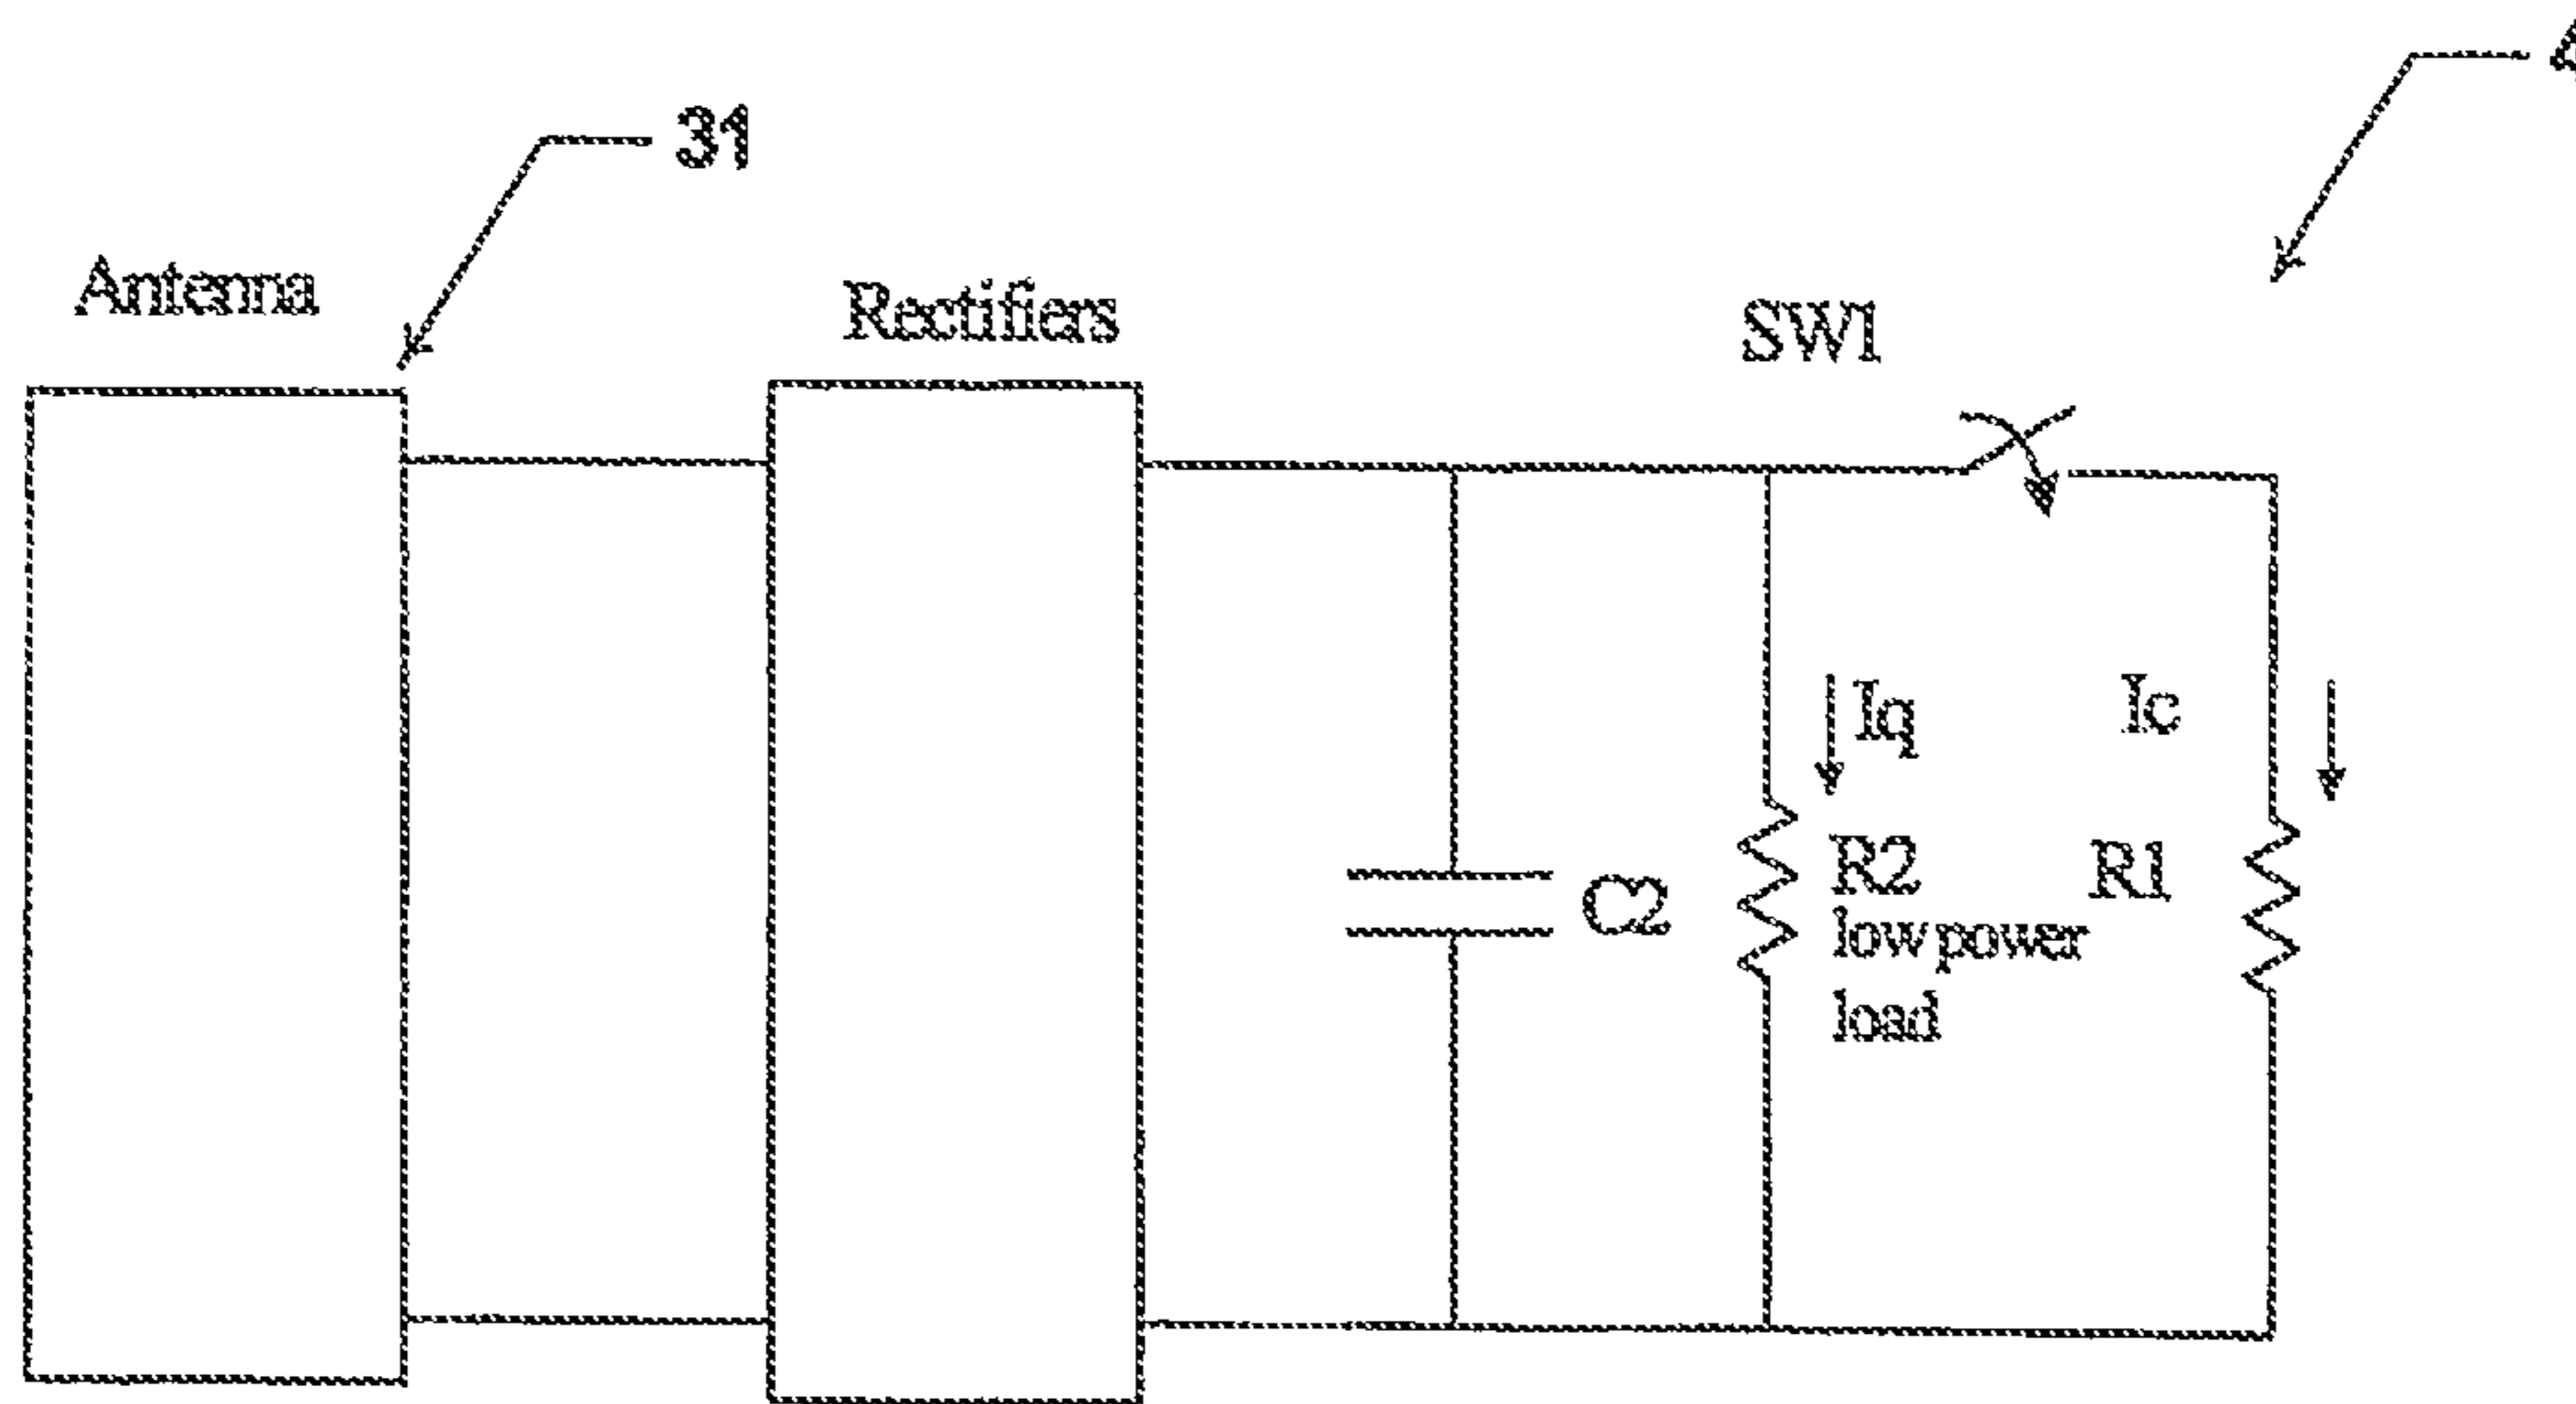 31
Antenna
Rectifiers
SW1
Iq
Ic
C2
R2
low power
load
R1